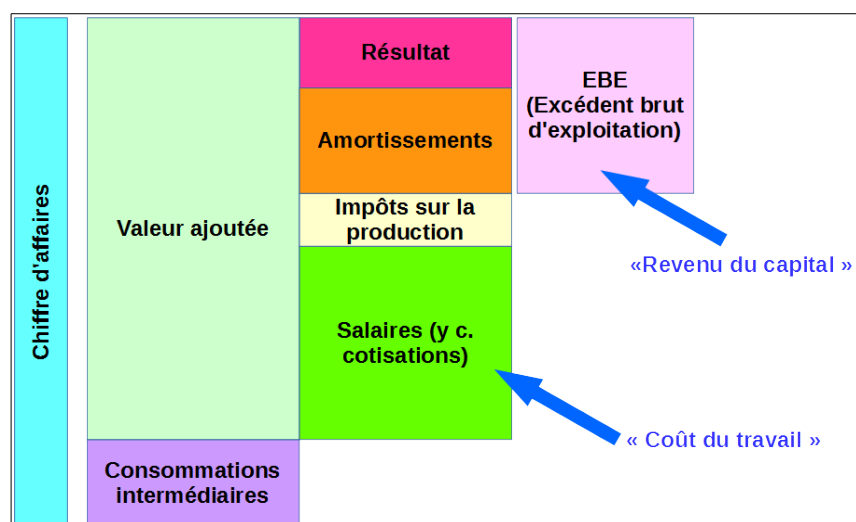 Résultat
EBE
(Excédent brut
d'exploitation)
Amortissements
Impôts sur la
production
Valeur ajoutée
Chiffre d'affaires
«Revenu du capital »
Salaires (y c.
cotisations)
« Coût du travail »
Consommations
intermédiaires